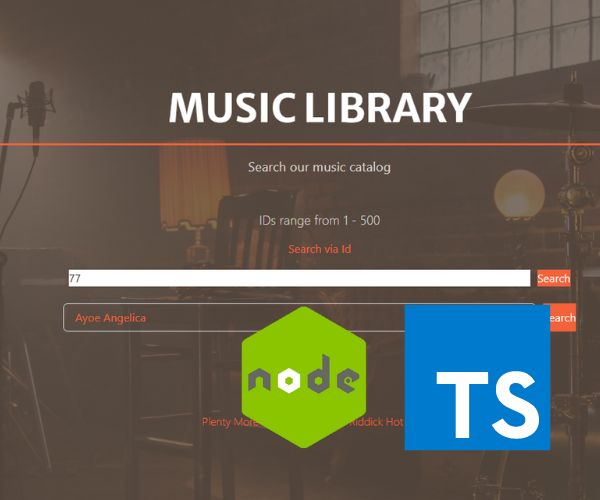 MUSIC LIBRARY
Search our music catalog
IDs range from 1 - 500
Search via Id
77 Search
Ayoe Angelica earch
node
TS
Plenty More Riddick Hot